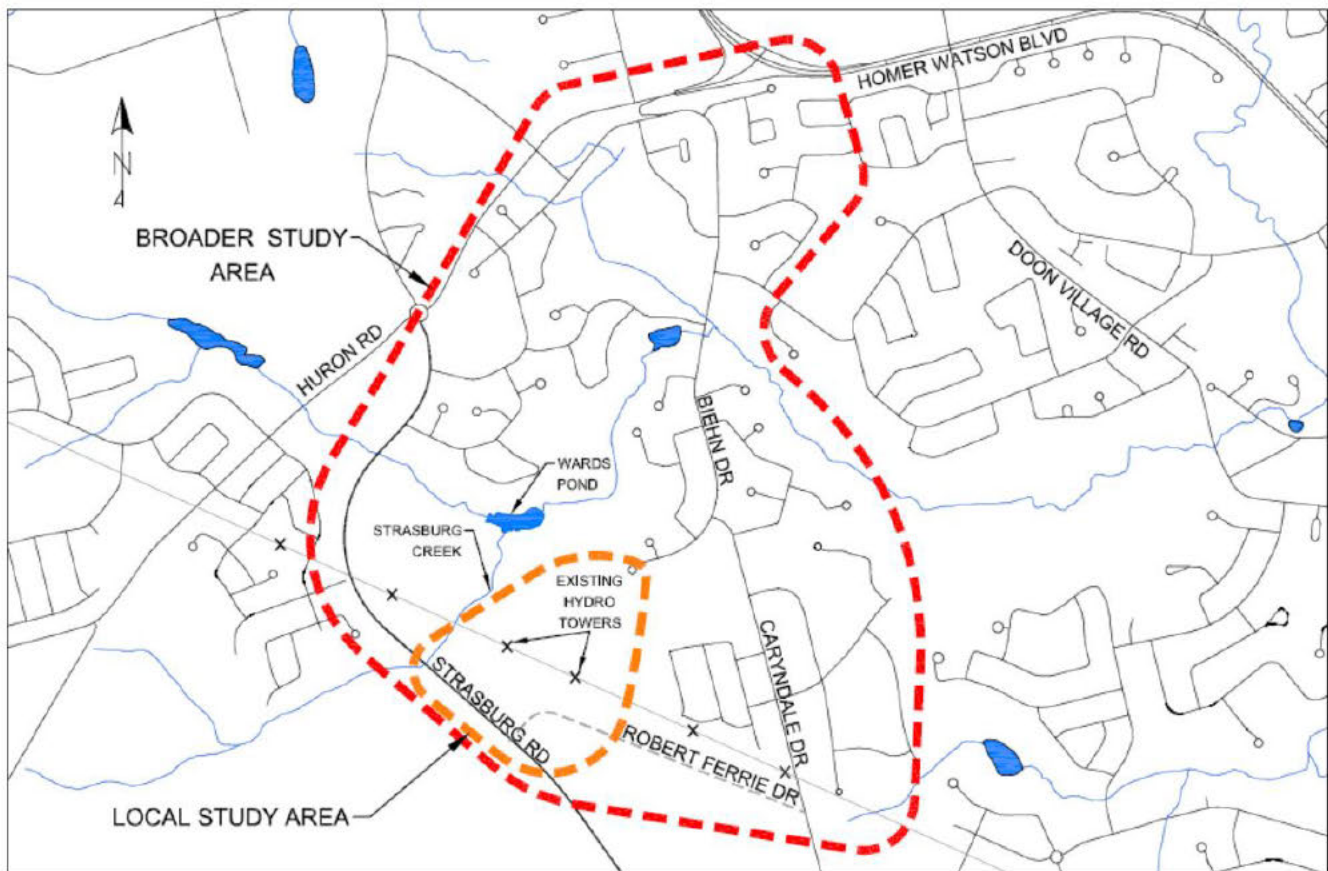 HOMER WATSON BLVD
N
BROADER STUDY
AREA
DOON VILLAGE RD
HURON RD
BIEHN DR
WARDS
POND
STRASBURG
CREEK
EXISTING
HYDRO
TOWERS
CARYNDALE DR
STRASBURG RD
ROBERT FERRIE DR
LOCAL STUDY AREA